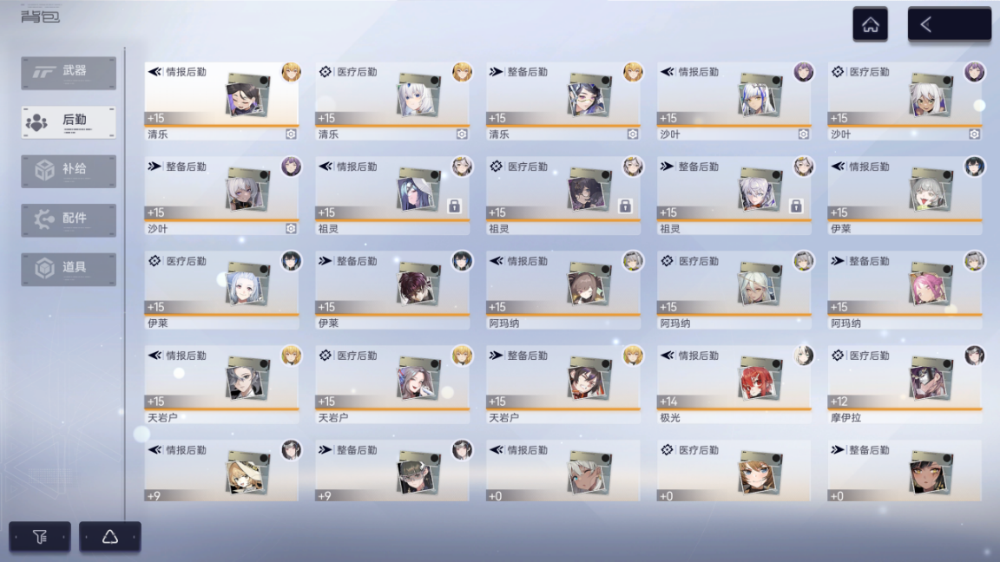 背包
武器
后勤
补给
配件
道具
情报后勤
+15
清乐
医疗后勤
+15
清乐
整备后勤
+15
清乐
情报后勤
+15
沙叶
医疗后勤
+15
沙叶
整备后勤
+15
沙叶
情报后勤
+15
祖灵
医疗后勤
+15
祖灵
整备后勤
+15
祖灵
情报后勤
+15
伊莱
医疗后勤
+15
伊莱
整备后勤
+15
伊莱
情报后勤
+15
阿玛纳
医疗后勤
+15
阿玛纳
整备后勤
+15
阿玛纳
情报后勤
+15
天岩户
医疗后勤
+15
天岩户
整备后勤
+15
天岩户
情报后勤
+14
极光
医疗后勤
+12
摩伊拉
情报后勤
+9
整备后勤
+9
情报后勤
+0
医疗后勤
+0
整备后勤
+0